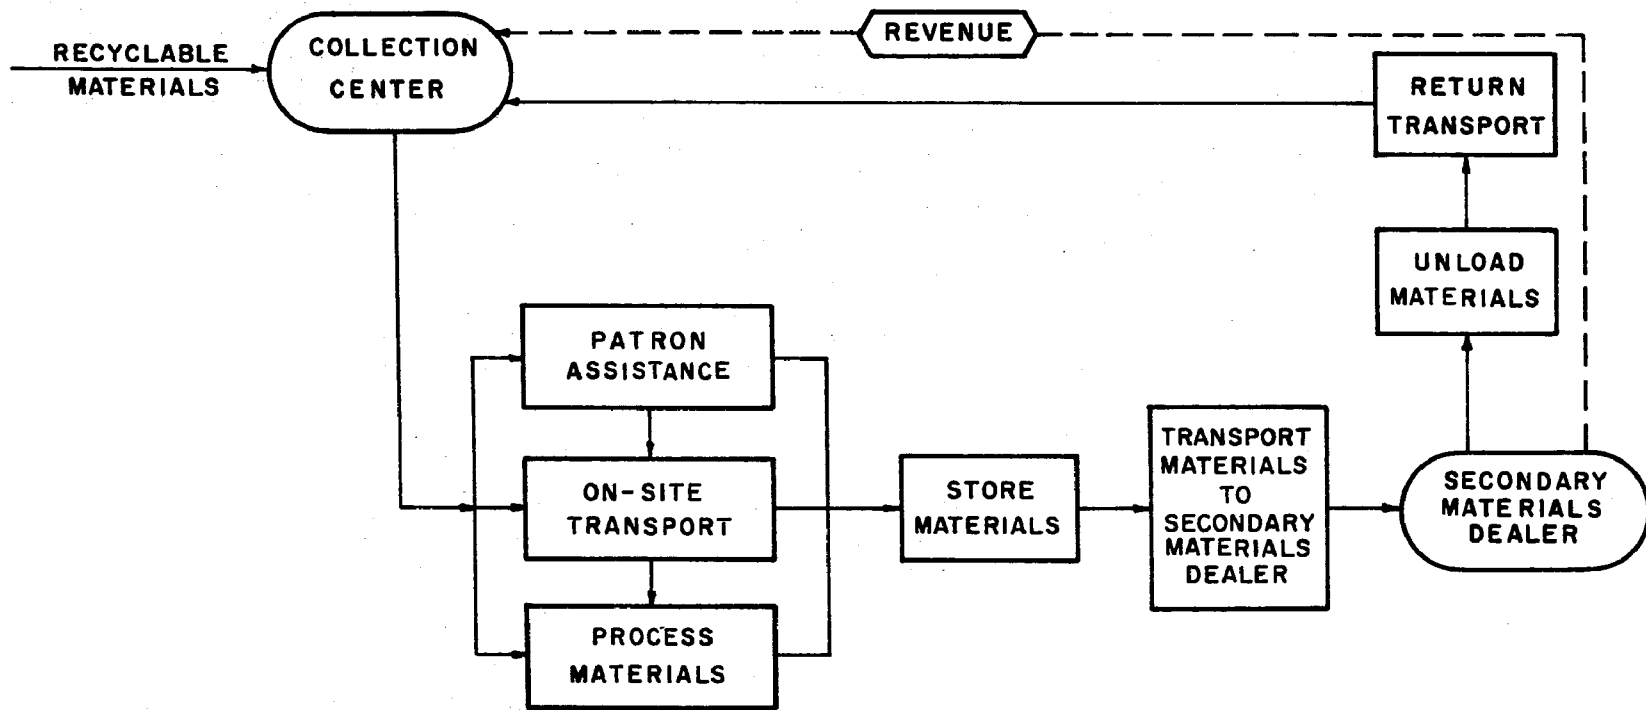 RECYCLABLE
MATERIALS
COLLECTION
CENTER
REVENUE
RETURN
TRANSPORT
UNLOAD
MATERIALS
PATRON
ASSISTANCE
ON-SITE
TRANSPORT
PROCESS
MATERIALS
STORE
MATERIALS
TRANSPORT
MATERIALS
TO
SECONDARY
MATERIALS
DEALER
SECONDARY
MATERIALS
DEALER